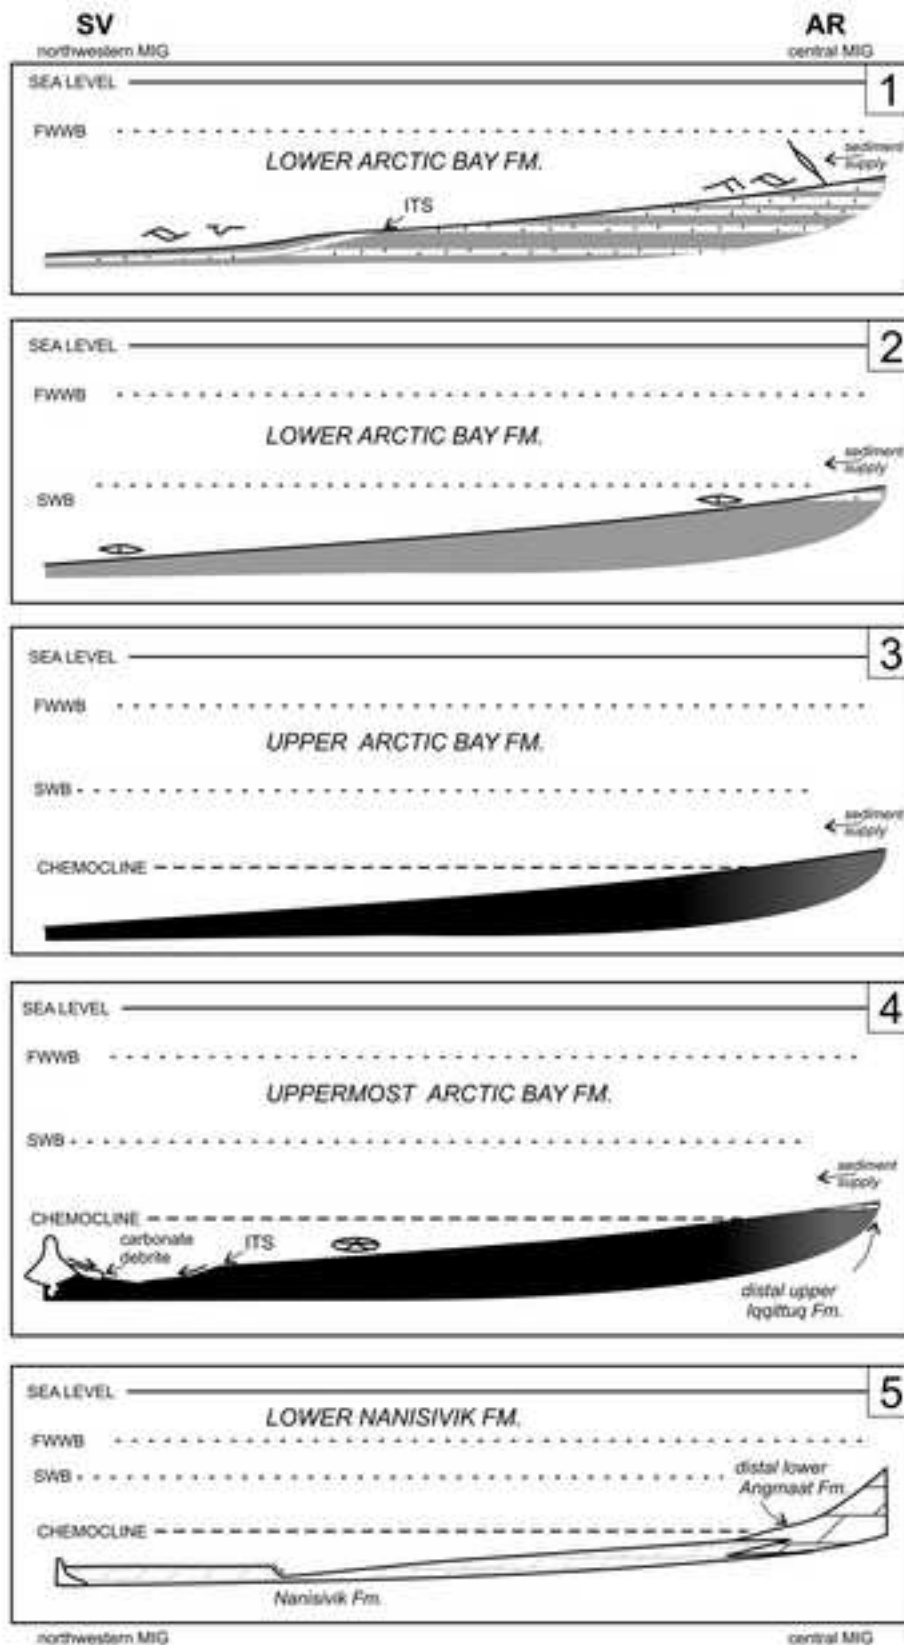 SV AR
northwestern MIG central MIG
SEA LEVEL 1
FWWB
LOWER ARCTIC BAY FM.
sediment
supply
ITS
SEA LEVEL 2
FWWB
LOWER ARCTIC BAY FM.
sediment
supply
SWB
SEA LEVEL 3
FWWB
UPPER ARCTIC BAY FM.
SWB
sediment
supply
CHEMOCLINE
SEA LEVEL 4
FWWB
UPPERMOST ARCTIC BAY FM.
SWB
sediment
supply
CHEMOCLINE
carbonate
debrite
ITS
distal upper
Iqqittuq Fm.
SEA LEVEL 5
LOWER NANISIVIK FM.
FWWB
SWB
distal lower
Angmaat Fm.
CHEMOCLINE
Nanisivik Fm.
northwestern MIG central MIG